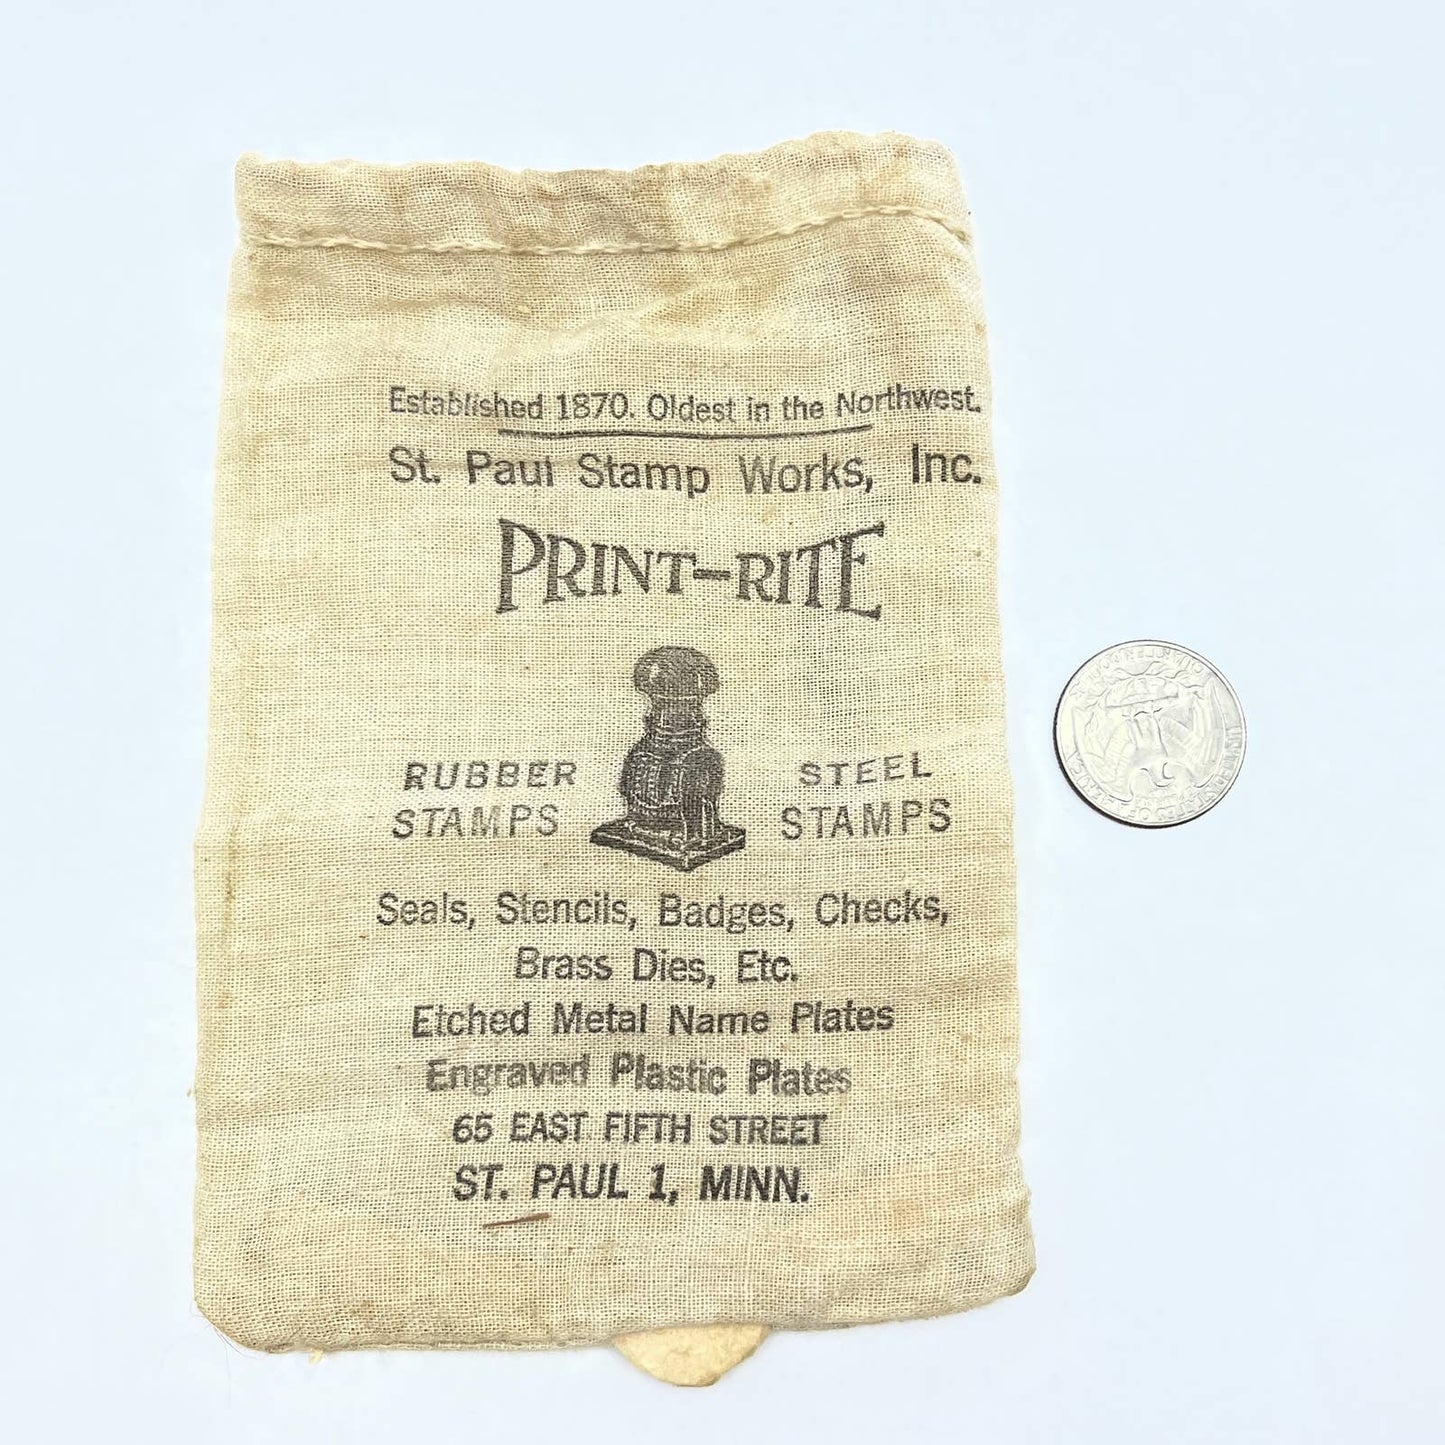 Established 1870. Oldest in the Northwest.
St. Paul Stamp Works, Inc.
PRINT-RITE
RUBBER STAMPS
STEEL STAMPS
Seals, Stencils, Badges, Checks,
Brass Dies, Etc.
Etched Metal Name Plates
Engraved Plastic Plates
65 EAST FIFTH STREET
ST. PAUL 1, MINN.